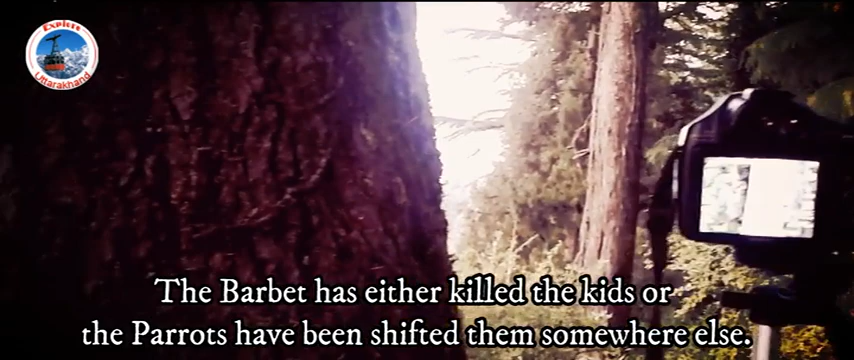 Explore
Uttarakhand
The Barbet has either killed the kids or
the Parrots have been shifted them somewhere else.